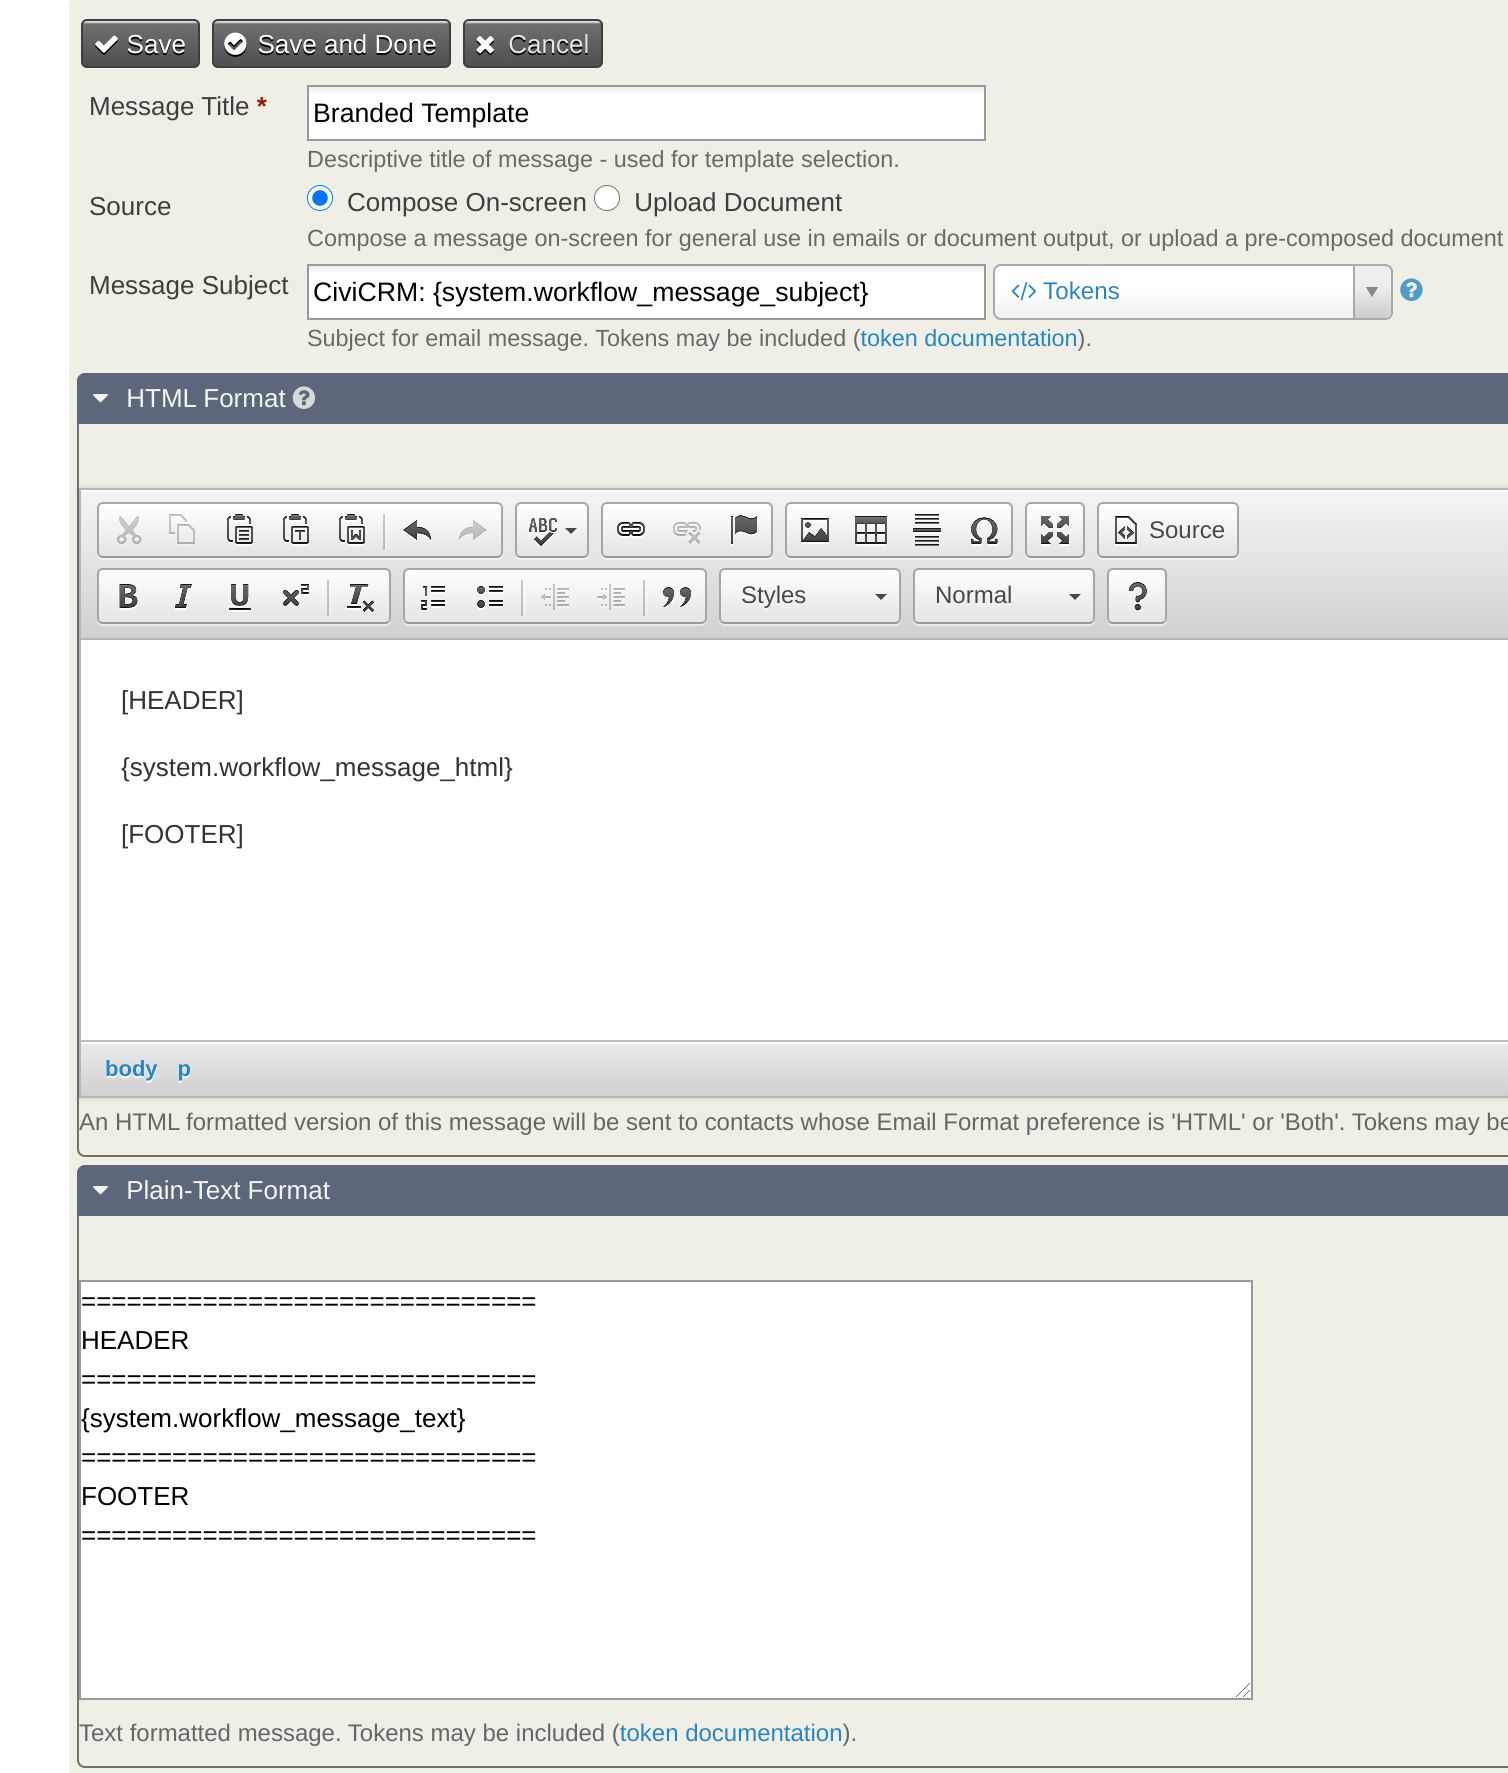 Save Save and Done Cancel
Message Title *
Branded Template
Descriptive title of message - used for template selection.
Source
Compose On-screen Upload Document
Compose a message on-screen for general use in emails or document output, or upload a pre-composed document
Message Subject
CiviCRM: {system.workflow_message_subject}
</> Tokens
?
Subject for email message. Tokens may be included (token documentation).
HTML Format ?
ABC Ω Source
B I U x² Tx Styles Normal ?
[HEADER]
{system.workflow_message_html}
[FOOTER]
body p
An HTML formatted version of this message will be sent to contacts whose Email Format preference is 'HTML' or 'Both'. Tokens may be
Plain-Text Format
==============================
HEADER
==============================
{system.workflow_message_text}
==============================
FOOTER
==============================
Text formatted message. Tokens may be included (token documentation).